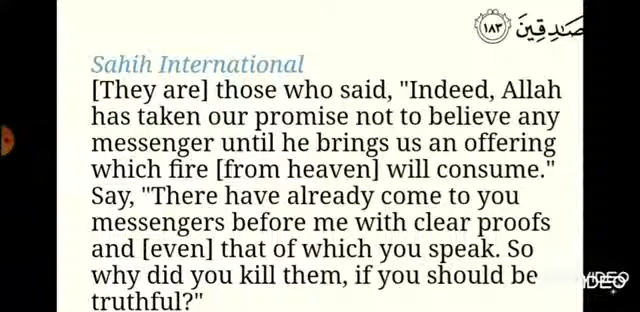 صَـٰدِقِينَ ١٨٣
Sahih International
[They are] those who said, "Indeed, Allah
has taken our promise not to believe any
messenger until he brings us an offering
which fire [from heaven] will consume."
Say, "There have already come to you
messengers before me with clear proofs
and [even] that of which you speak. So
why did you kill them, if you should be
truthful?"
VIDEO